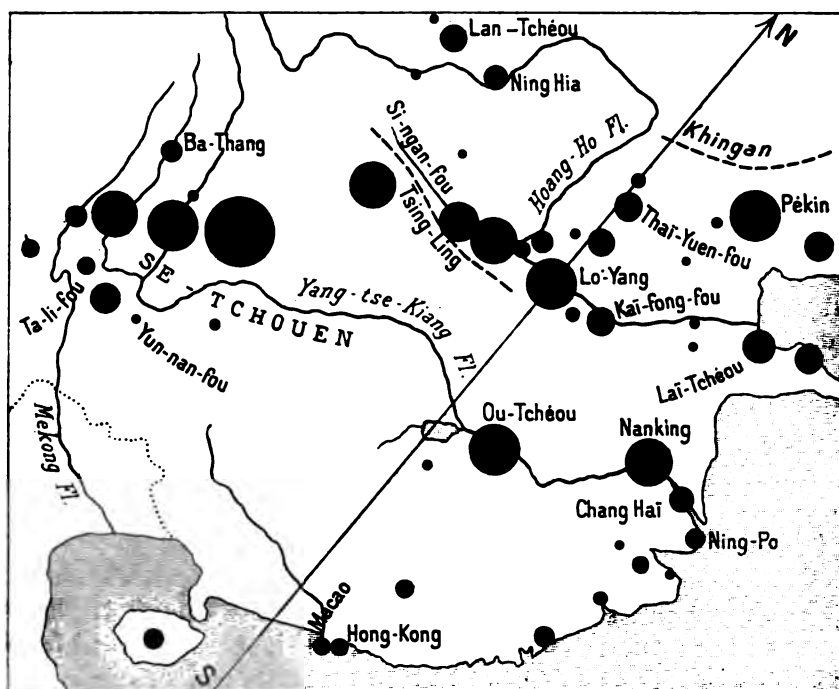 Lan-Tchéou
N
Ning Hia
Khingan
Si-ngan-fou
Hoang-Ho Fl.
Ba-Thang
Tsing-Ling
Pékin
Thaï-Yuen-fou
SE-TCHOUEN
Lo-Yang
Yang-tse-Kiang Fl.
Kaï-fong-fou
Ta-li-fou
Yun-nan-fou
Laï-Tchéou
Ou-Tchéou
Nanking
Mekong Fl.
Chang Haï
Ning-Po
Macao
Hong-Kong
S